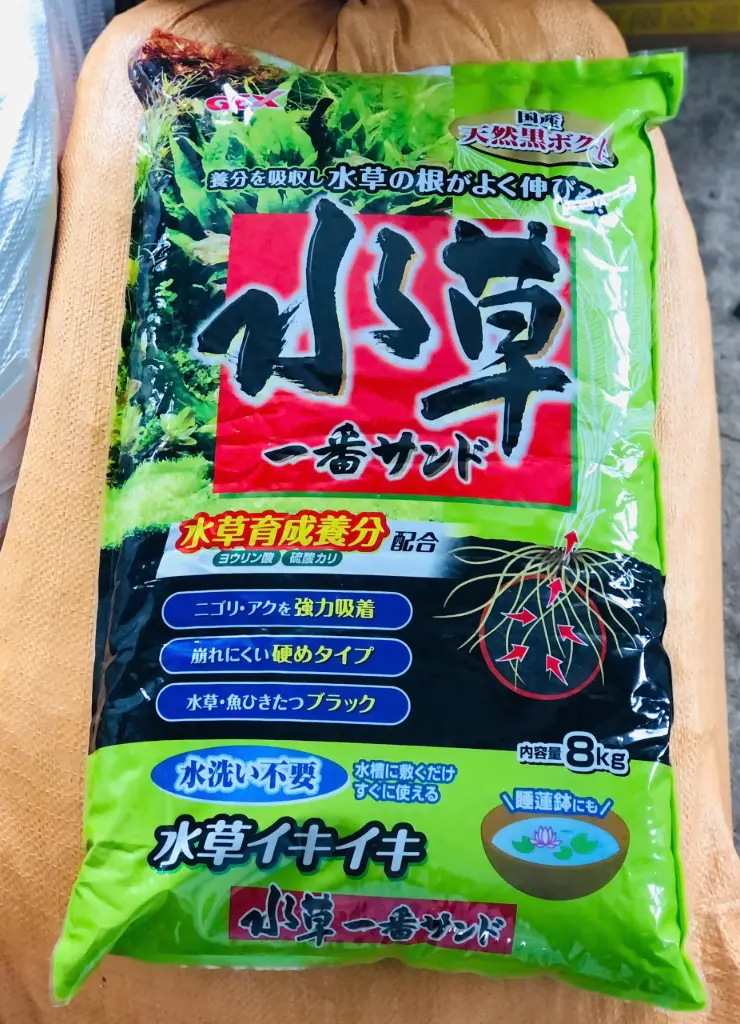 GEX
国産
天然黒ボク土
養分を吸収し水草の根がよく伸びる
水草
一番サンド
水草育成養分配合
ヨウリン酸 硫酸カリ
ニゴリ・アクを強力吸着
崩れにくい硬めタイプ
水草・魚ひきたつブラック
内容量8kg
水洗い不要
水槽に敷くだけ
すぐに使える
睡蓮鉢にも
水草イキイキ
水草一番サンド